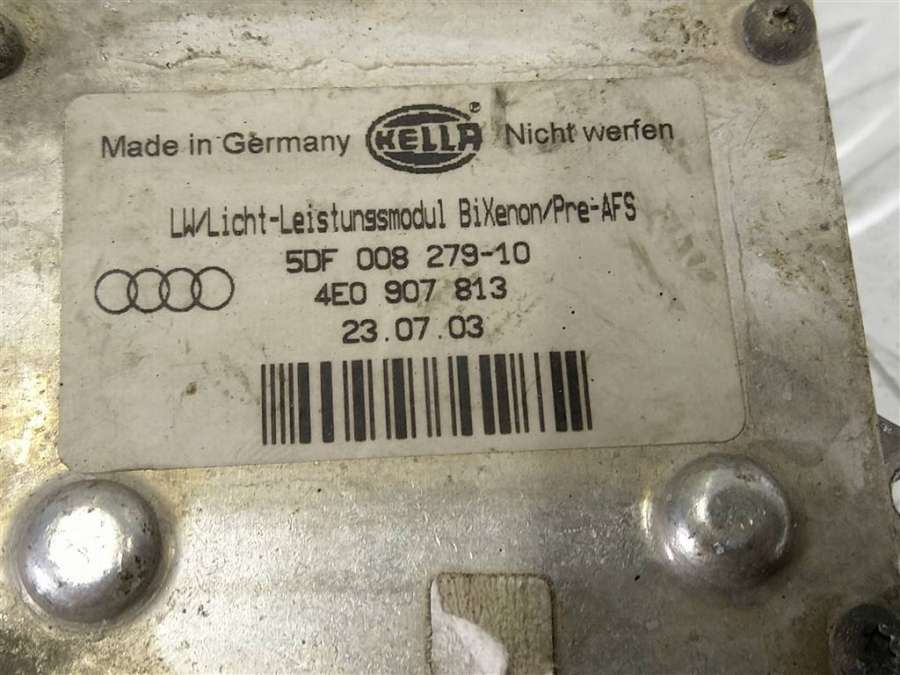 Made in Germany HELLA® Nicht werfen
LW/Licht-Leistungsmodul BiXenon/Pre-AFS
5DF 008 279-10
4E0 907 813
23.07.03